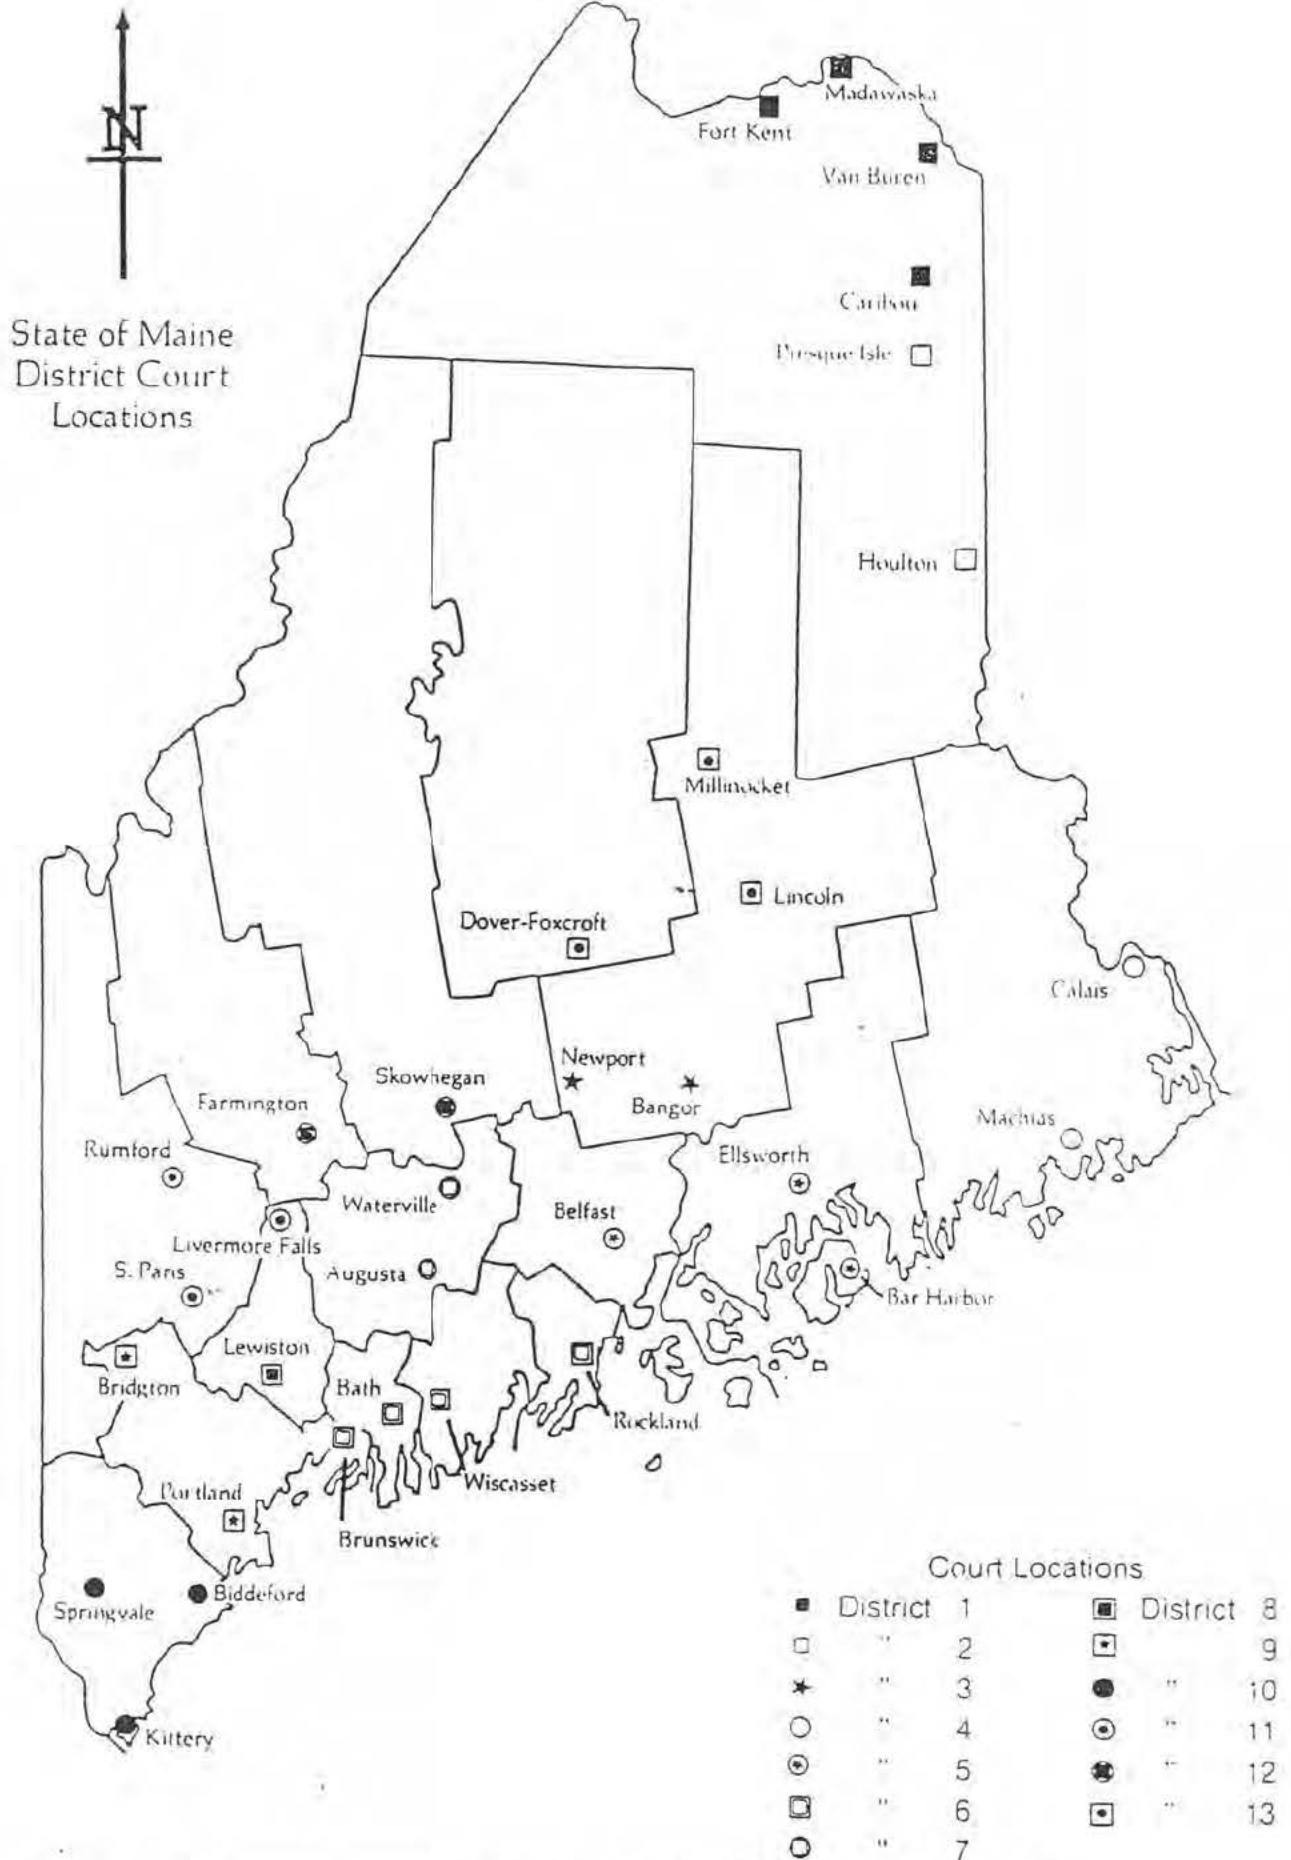 N
State of Maine
District Court
Locations
Madawaska
Fort Kent
Van Buren
Caribou
Presque Isle
Houlton
Millinocket
Lincoln
Dover-Foxcroft
Calais
Newport
Skowhegan
Bangor
Farmington
Machias
Rumford
Ellsworth
Waterville
Belfast
Livermore Falls
S. Paris
Augusta
Bar Harbor
Lewiston
Bridgton
Bath
Rockland
Wiscasset
Portland
Brunswick
Biddeford
Springvale
Kittery
Court Locations
District 1
" 2
" 3
" 4
" 5
" 6
" 7
District 8
9
" 10
" 11
" 12
" 13